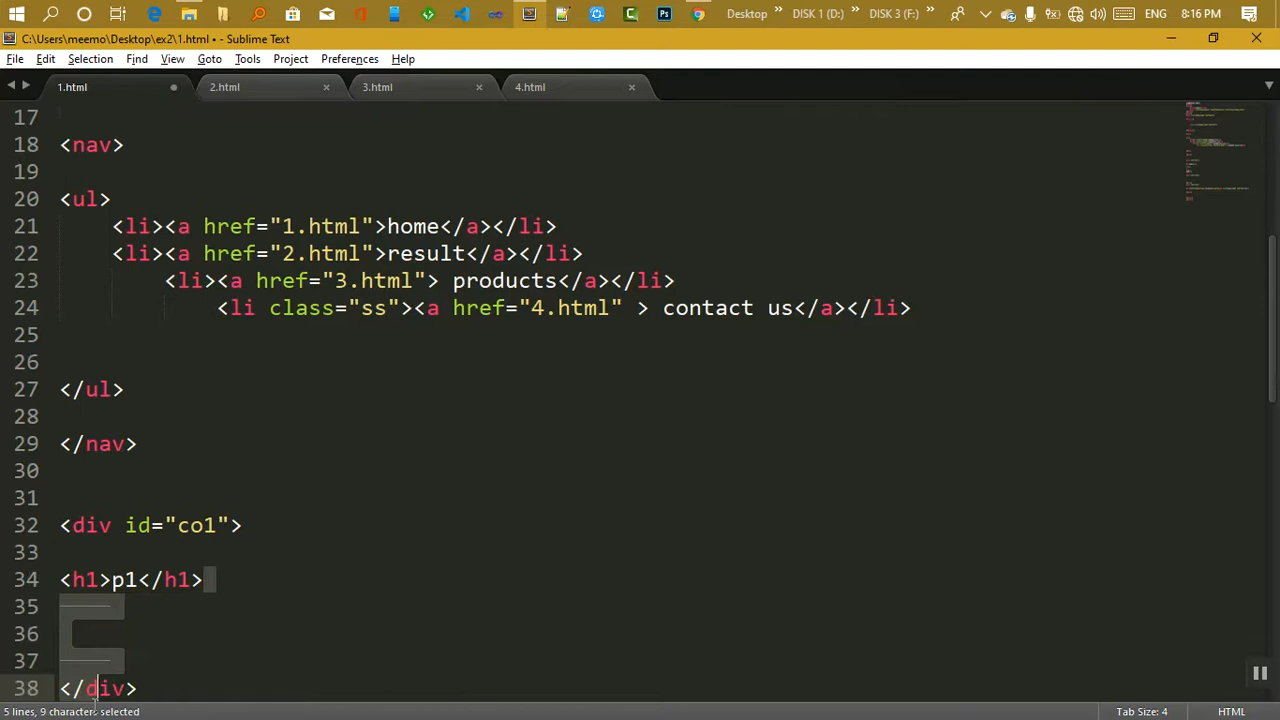 Desktop DISK 1 (D:) DISK 3 (F:) ENG 8:16 PM
C:\Users\meemo\Desktop\ex2\1.html • - Sublime Text
File Edit Selection Find View Goto Tools Project Preferences Help
1.html 2.html 3.html 4.html
17
18 <nav>
19
20 <ul>
21 <li><a href="1.html">home</a></li>
22 <li><a href="2.html">result</a></li>
23 <li><a href="3.html"> products</a></li>
24 <li class="ss"><a href="4.html" > contact us</a></li>
25
26
27 </ul>
28
29 </nav>
30
31
32 <div id="co1">
33
34 <h1>p1</h1>
35
36
37
38 </div>
5 lines, 9 characters selected Tab Size: 4 HTML